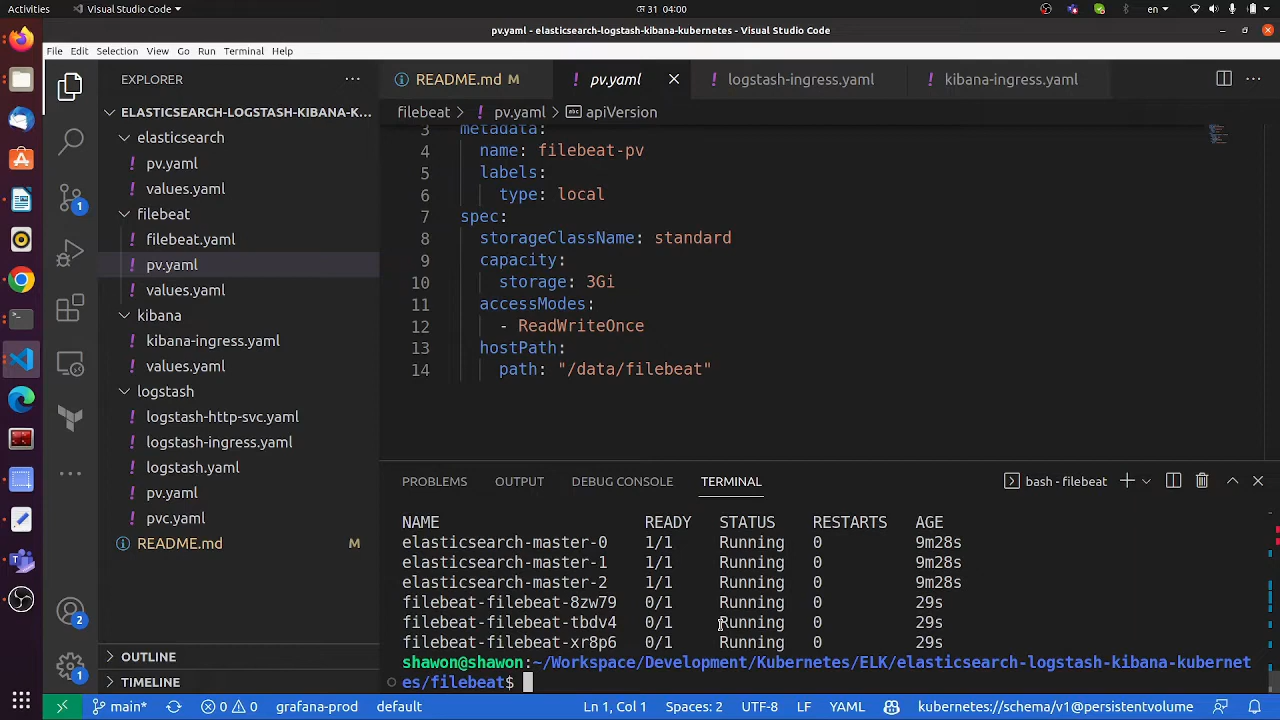 Activities
Visual Studio Code
31 04:00
en
pv.yaml - elasticsearch-logstash-kibana-kubernetes - Visual Studio Code
File Edit Selection View Go Run Terminal Help
EXPLORER
README.md M
pv.yaml
logstash-ingress.yaml
kibana-ingress.yaml
ELASTICSEARCH-LOGSTASH-KIBANA-K...
filebeat > pv.yaml > apiVersion
elasticsearch
pv.yaml
values.yaml
filebeat
filebeat.yaml
pv.yaml
values.yaml
kibana
kibana-ingress.yaml
values.yaml
logstash
logstash-http-svc.yaml
logstash-ingress.yaml
logstash.yaml
pv.yaml
pvc.yaml
README.md M
OUTLINE
TIMELINE
1
2
2
3 metadata:
4 name: filebeat-pv
5 labels:
6 type: local
7 spec:
8 storageClassName: standard
9 capacity:
10 storage: 3Gi
11 accessModes:
12 - ReadWriteOnce
13 hostPath:
14 path: "/data/filebeat"
PROBLEMS OUTPUT DEBUG CONSOLE TERMINAL
bash - filebeat
NAME READY STATUS RESTARTS AGE
elasticsearch-master-0 1/1 Running 0 9m28s
elasticsearch-master-1 1/1 Running 0 9m28s
elasticsearch-master-2 1/1 Running 0 9m28s
filebeat-filebeat-8zw79 0/1 Running 0 29s
filebeat-filebeat-tbdv4 0/1 Running 0 29s
filebeat-filebeat-xr8p6 0/1 Running 0 29s
shawon@shawon:~/Workspace/Development/Kubernetes/ELK/elasticsearch-logstash-kibana-kubernet
es/filebeat$
main* 0 0 grafana-prod default Ln 1, Col 1 Spaces: 2 UTF-8 LF YAML kubernetes://schema/v1@persistentvolume